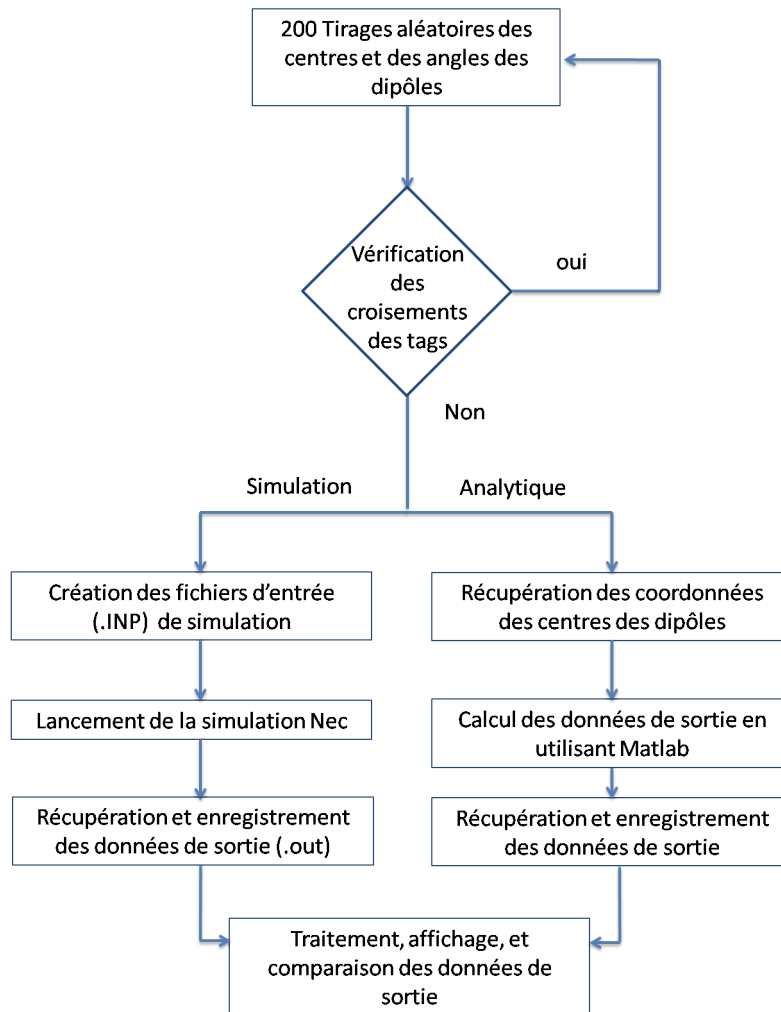 200 Tirages aléatoires des
centres et des angles des
dipôles
Vérification
des
croisements
des tags
oui
Non
Simulation
Analytique
Création des fichiers d'entrée
(.INP) de simulation
Récupération des coordonnées
des centres des dipôles
Lancement de la simulation Nec
Calcul des données de sortie en
utilisant Matlab
Récupération et enregistrement
des données de sortie (.out)
Récupération et enregistrement
des données de sortie
Traitement, affichage, et
comparaison des données de
sortie